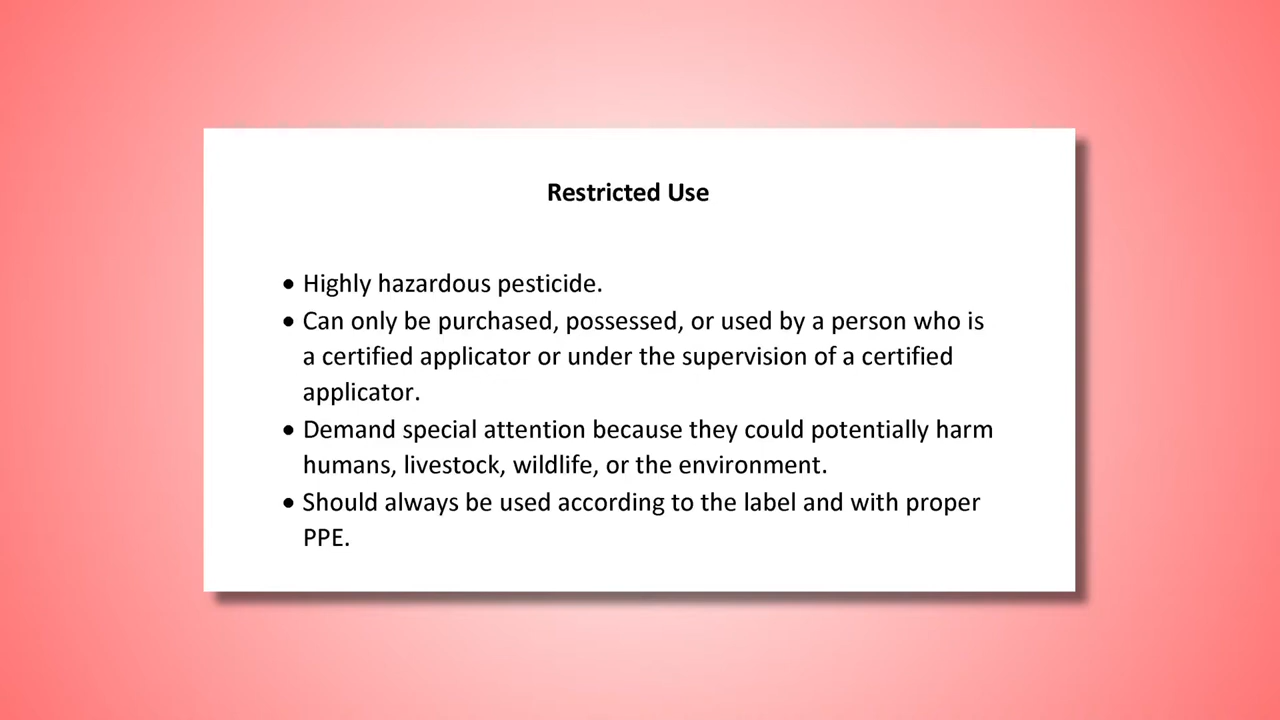 Restricted Use
• Highly hazardous pesticide.
• Can only be purchased, possessed, or used by a person who is
a certified applicator or under the supervision of a certified
applicator.
• Demand special attention because they could potentially harm
humans, livestock, wildlife, or the environment.
• Should always be used according to the label and with proper
PPE.